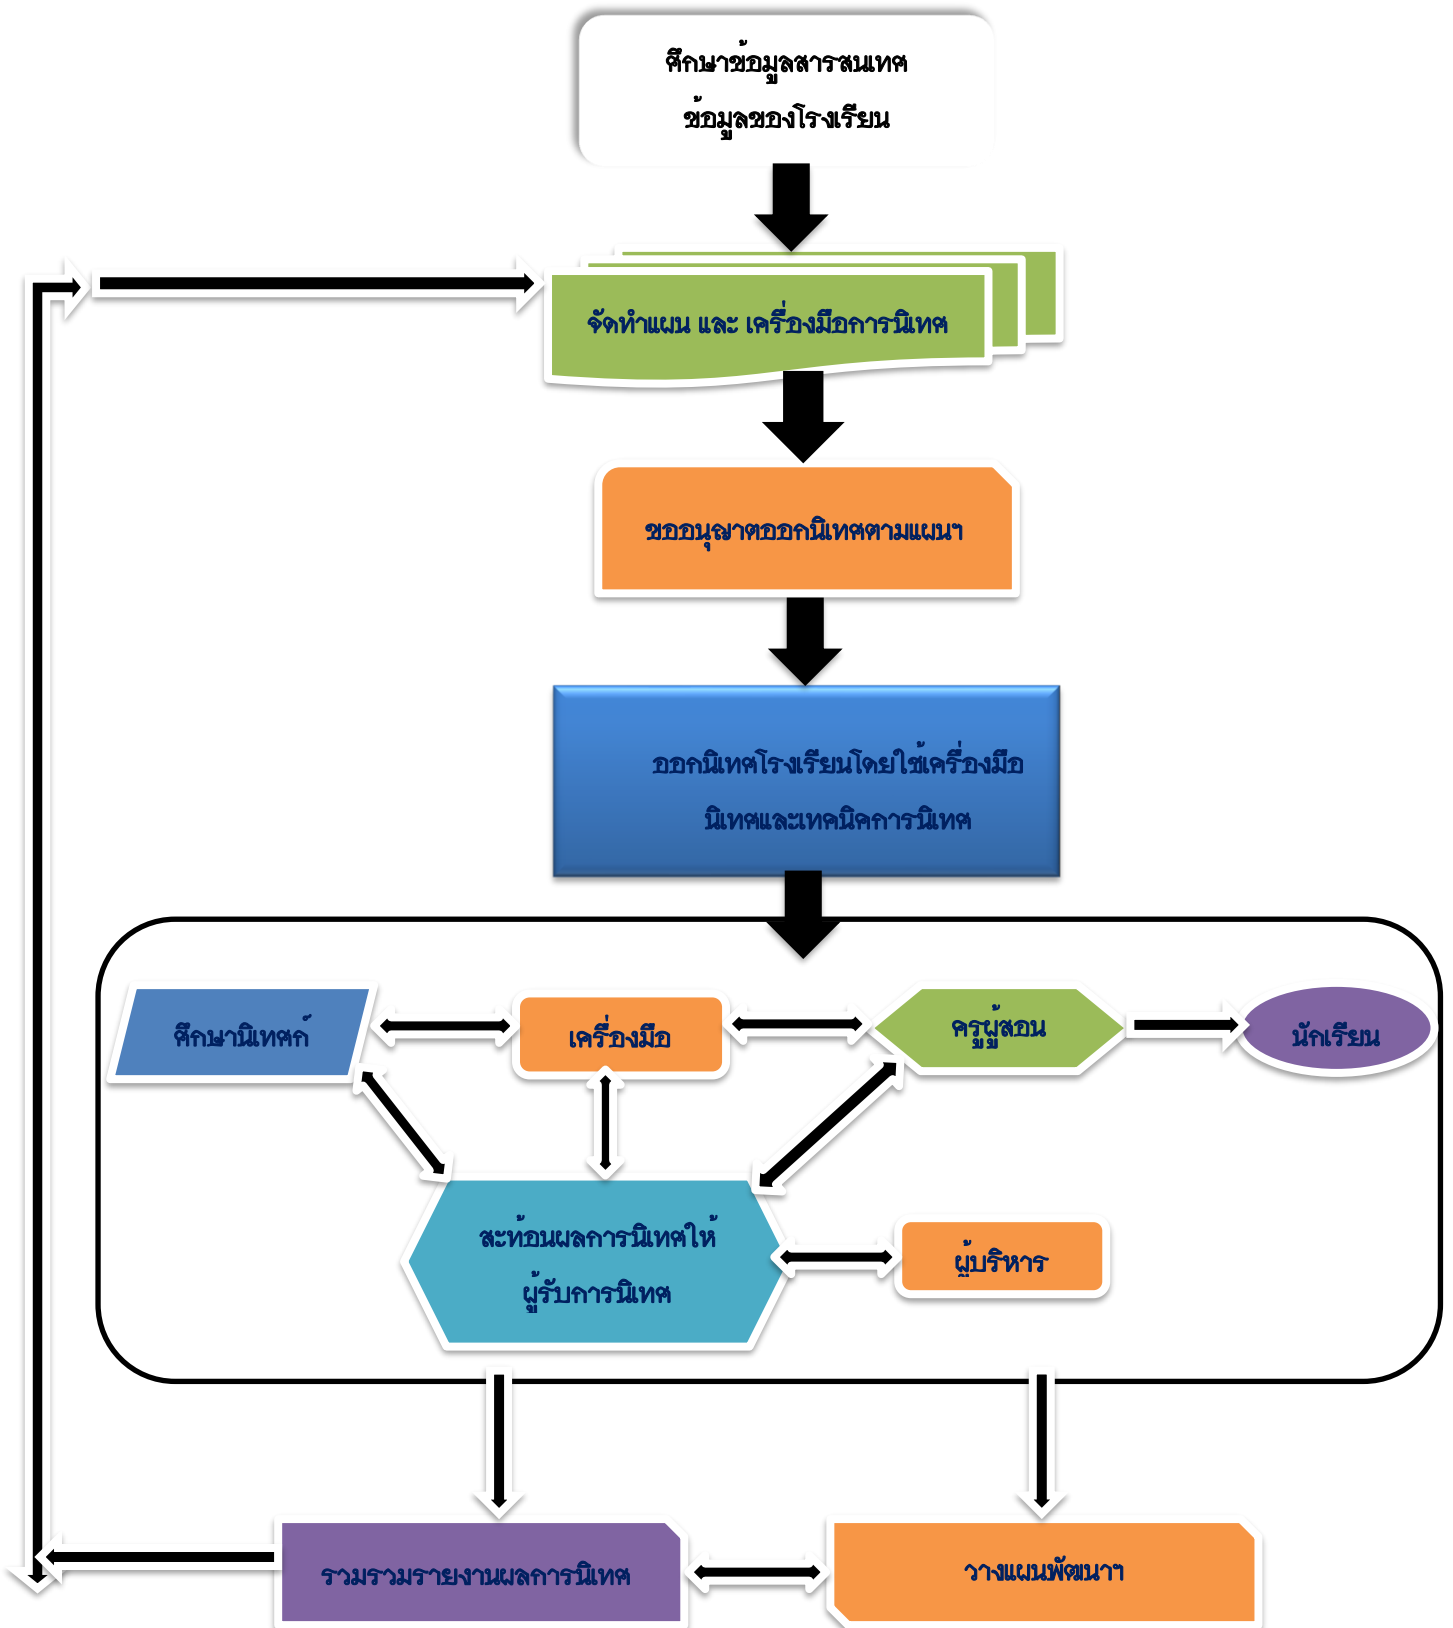 ศึกษาข้อมูลสารสนเทศ
ข้อมูลของโรงเรียน
จัดทำแผน และ เครื่องมือการนิเทศ
ขออนุญาตออกนิเทศตามแผนฯ
ออกนิเทศโรงเรียนโดยใช้เครื่องมือ
นิเทศและเทคนิคการนิเทศ
ศึกษานิเทศก์
เครื่องมือ
ครูผู้สอน
นักเรียน
สะท้อนผลการนิเทศให้
ผู้รับการนิเทศ
ผู้บริหาร
รวมรวมรายงานผลการนิเทศ
วางแผนพัฒนาฯ